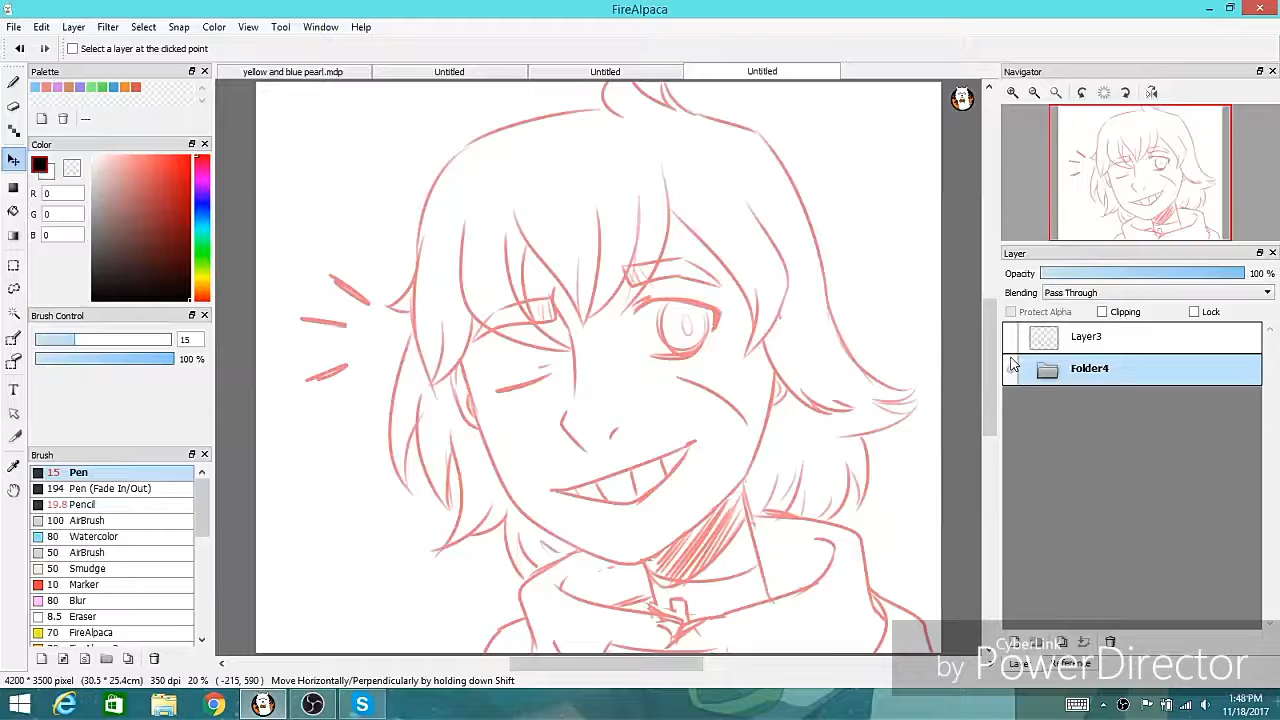 FireAlpaca
File Edit Layer Filter Select Snap Color View Tool Window Help
Select a layer at the clicked point
Palette
yellow and blue pearl.mdp Untitled Untitled Untitled
Navigator
---
Color
R 0
G 0
B 0
Layer
Opacity 100 %
Blending Pass Through
Protect Alpha Clipping Lock
Layer3
Folder4
Brush Control
15
100 %
Brush
15 Pen
194 Pen (Fade In/Out)
19.8 Pencil
100 AirBrush
80 Watercolor
50 AirBrush
50 Smudge
10 Marker
80 Blur
8.5 Eraser
70 FireAlpaca
CyberLink
by PowerDirector
4200 * 3500 pixel (30.5 * 25.4cm) 350 dpi 20 % (-215, 590) Move Horizontally/Perpendicularly by holding down Shift
1:48 PM
11/18/2017